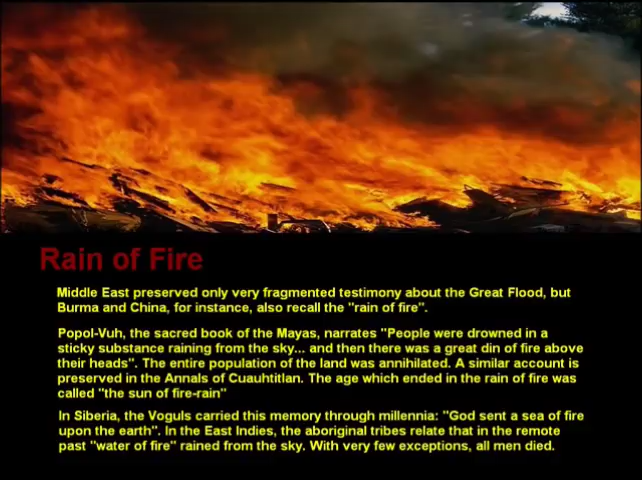 Rain of Fire
Middle East preserved only very fragmented testimony about the Great Flood, but
Burma and China, for instance, also recall the "rain of fire".
Popol-Vuh, the sacred book of the Mayas, narrates "People were drowned in a
sticky substance raining from the sky... and then there was a great din of fire above
their heads". The entire population of the land was annihilated. A similar account is
preserved in the Annals of Cuauhtitlan. The age which ended in the rain of fire was
called "the sun of fire-rain"
In Siberia, the Voguls carried this memory through millennia: "God sent a sea of fire
upon the earth". In the East Indies, the aboriginal tribes relate that in the remote
past "water of fire" rained from the sky. With very few exceptions, all men died.